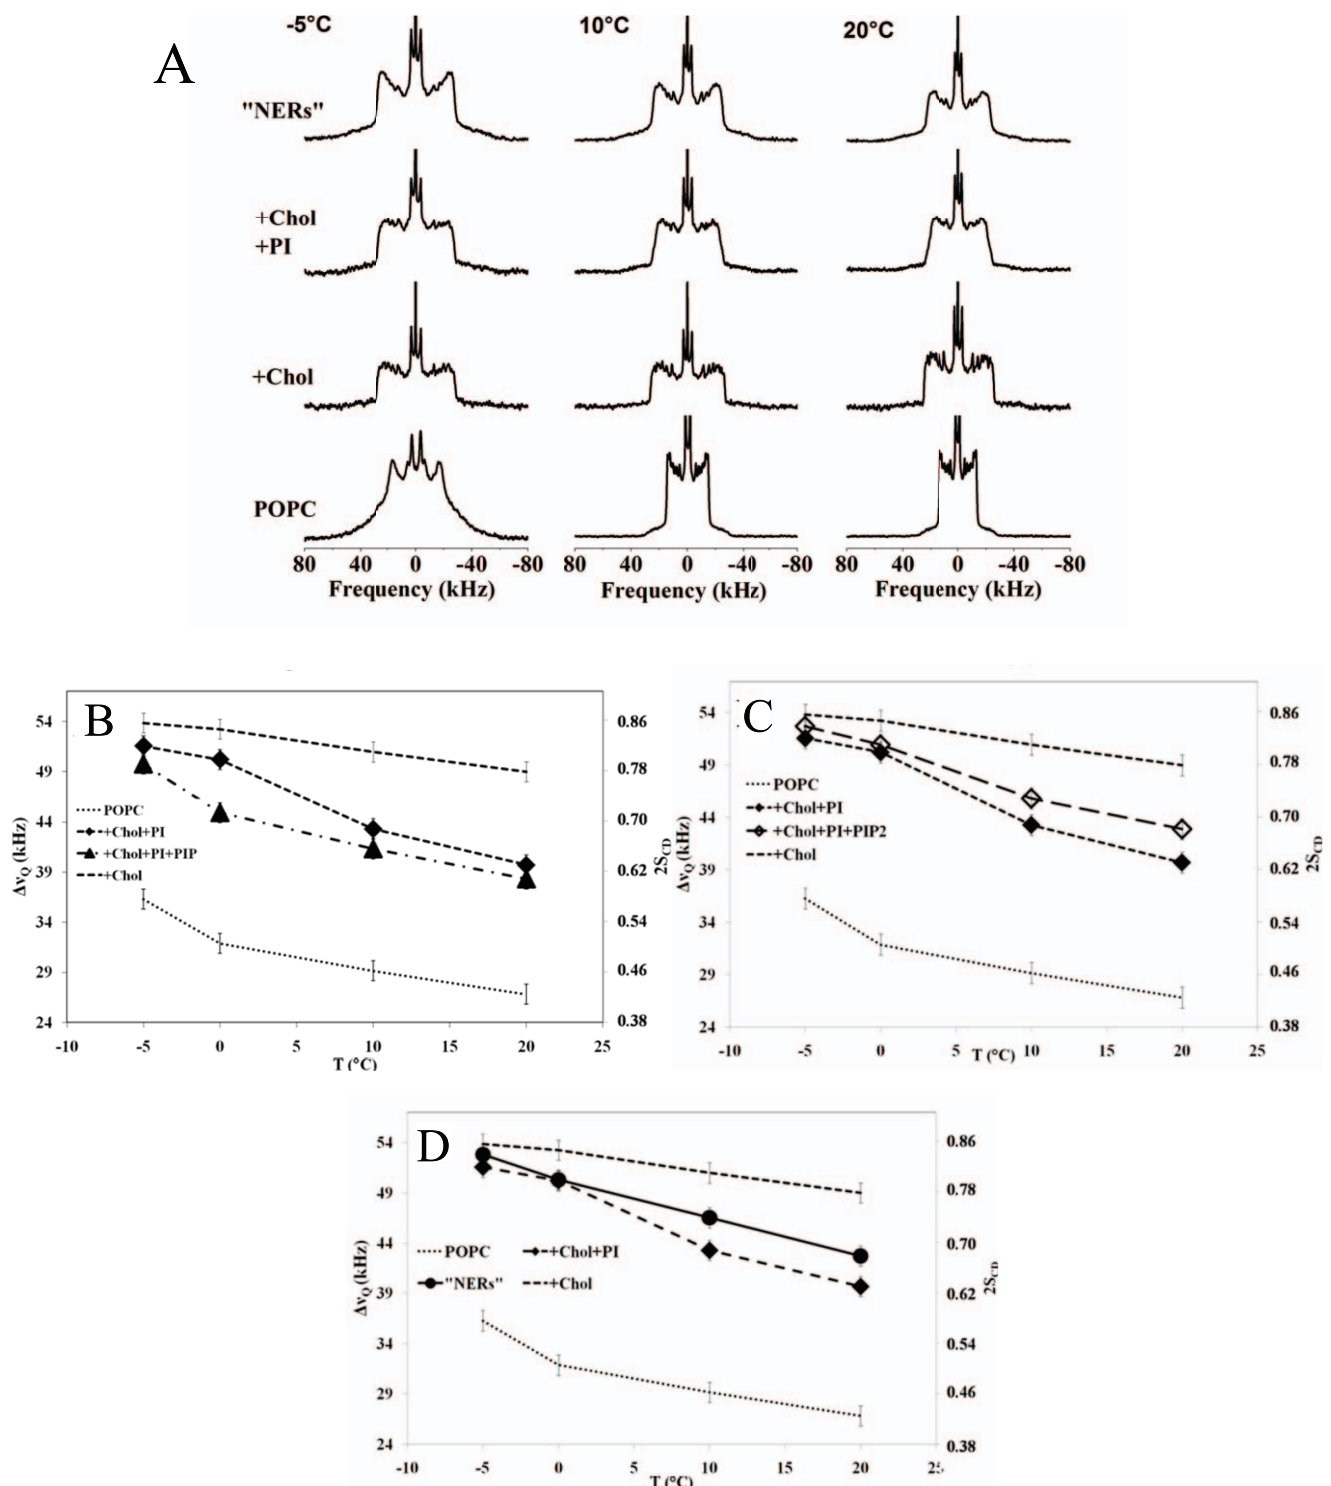 -5°C 10°C 20°C
A
"NERs"
+Chol
+PI
+Chol
POPC
80 40 0 -40 -80 80 40 0 -40 -80 80 40 0 -40 -80
Frequency (kHz) Frequency (kHz) Frequency (kHz)
B
54
49
44
39
34
29
24
ΔνQ (kHz)
POPC
+Chol+PI
+Chol+PI+PIP
+Chol
0.86
0.78
0.70
0.62
0.54
0.46
0.38
2SCD
-10 -5 0 5 10 15 20 25
T (°C)
C
54
49
44
39
34
29
24
ΔνQ (kHz)
POPC
+Chol+PI
+Chol+PI+PIP2
+Chol
0.86
0.78
0.70
0.62
0.54
0.46
0.38
2SCD
-10 -5 0 5 10 15 20 25
T (°C)
D
54
49
44
39
34
29
24
ΔνQ (kHz)
POPC +Chol+PI
"NERs" +Chol
0.86
0.78
0.70
0.62
0.54
0.46
0.38
2SCD
-10 -5 0 5 10 15 20 25
T (°C)